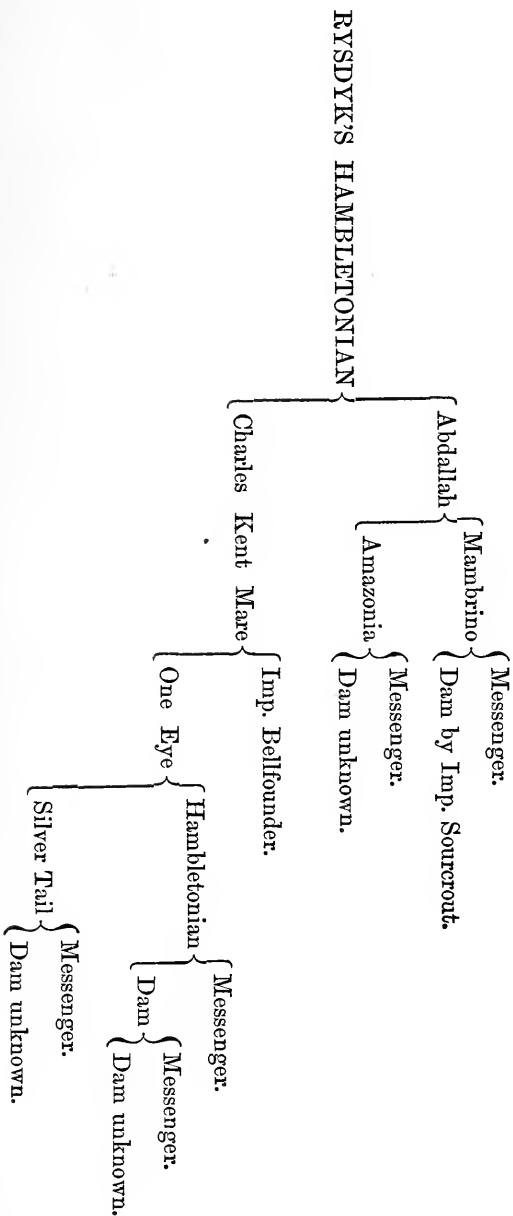 RYSDYK'S HAMBLETONIAN
Abdallah
Mambrino
Messenger.
Dam by Imp. Sourcrout.
Amazonia
Messenger.
Dam unknown.
Charles Kent Mare
Imp. Bellfounder.
One Eye
Hambletonian
Messenger.
Dam
Messenger.
Dam unknown.
Silver Tail
Messenger.
Dam unknown.